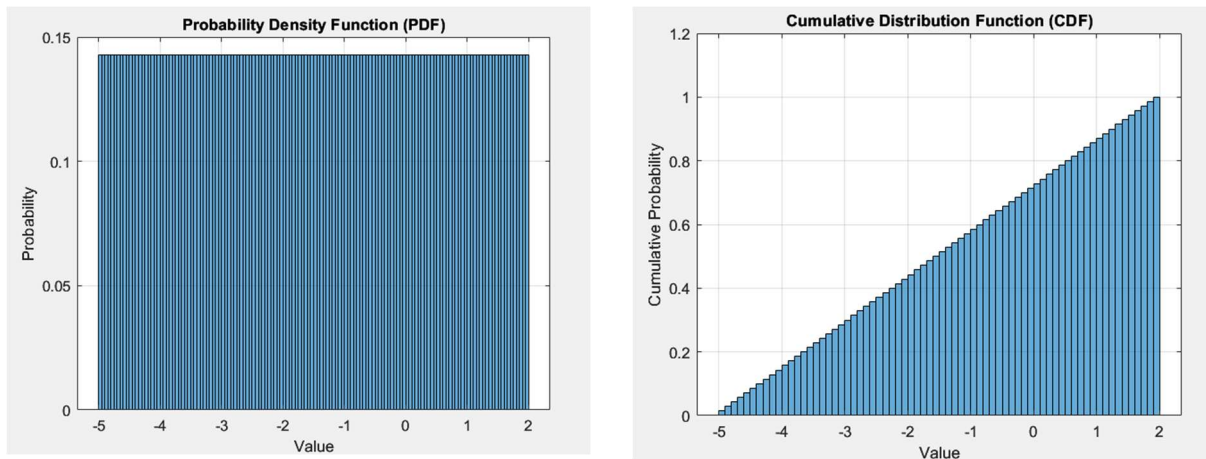 Probability Density Function (PDF)
0.15
0.1
0.05
0
Probability
-5 -4 -3 -2 -1 0 1 2
Value
Cumulative Distribution Function (CDF)
1.2
1
0.8
0.6
0.4
0.2
0
Cumulative Probability
-5 -4 -3 -2 -1 0 1 2
Value